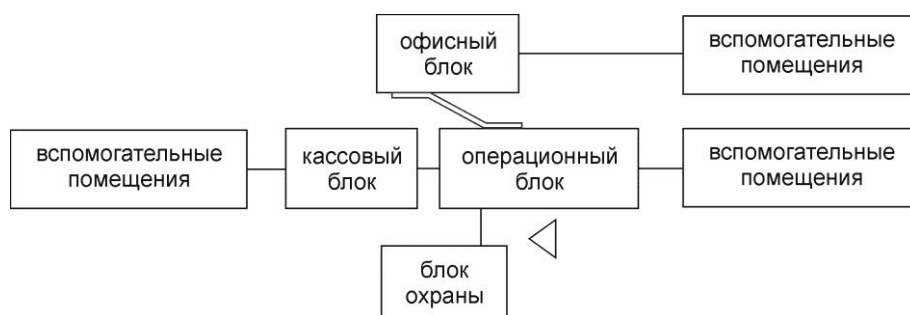 офисный
блок
вспомогательные
помещения
вспомогательные
помещения
кассовый
блок
операционный
блок
вспомогательные
помещения
блок
охраны